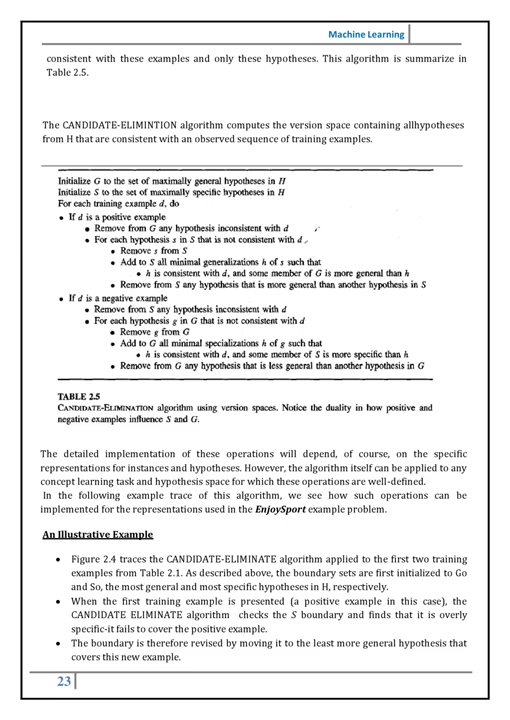 Machine Learning
consistent with these examples and only these hypotheses. This algorithm is summarize in
Table 2.5.
The CANDIDATE-ELIMINTION algorithm computes the version space containing allhypotheses
from H that are consistent with an observed sequence of training examples.
Initialize G to the set of maximally general hypotheses in H
Initialize S to the set of maximally specific hypotheses in H
For each training example d, do
• If d is a positive example
• Remove from G any hypothesis inconsistent with d
• For each hypothesis s in S that is not consistent with d
• Remove s from S
• Add to S all minimal generalizations h of s such that
• h is consistent with d, and some member of G is more general than h
• Remove from S any hypothesis that is more general than another hypothesis in S
• If d is a negative example
• Remove from S any hypothesis inconsistent with d
• For each hypothesis g in G that is not consistent with d
• Remove g from G
• Add to G all minimal specializations h of g such that
• h is consistent with d, and some member of S is more specific than h
• Remove from G any hypothesis that is less general than another hypothesis in G
TABLE 2.5
CANDIDATE-ELIMINATION algorithm using version spaces. Notice the duality in how positive and
negative examples influence S and G.
The detailed implementation of these operations will depend, of course, on the specific
representations for instances and hypotheses. However, the algorithm itself can be applied to any
concept learning task and hypothesis space for which these operations are well-defined.
In the following example trace of this algorithm, we see how such operations can be
implemented for the representations used in the EnjoySport example problem.
An Illustrative Example
• Figure 2.4 traces the CANDIDATE-ELIMINATE algorithm applied to the first two training
examples from Table 2.1. As described above, the boundary sets are first initialized to Go
and So, the most general and most specific hypotheses in H, respectively.
• When the first training example is presented (a positive example in this case), the
CANDIDATE ELIMINATE algorithm checks the S boundary and finds that it is overly
specific-it fails to cover the positive example.
• The boundary is therefore revised by moving it to the least more general hypothesis that
covers this new example.
23